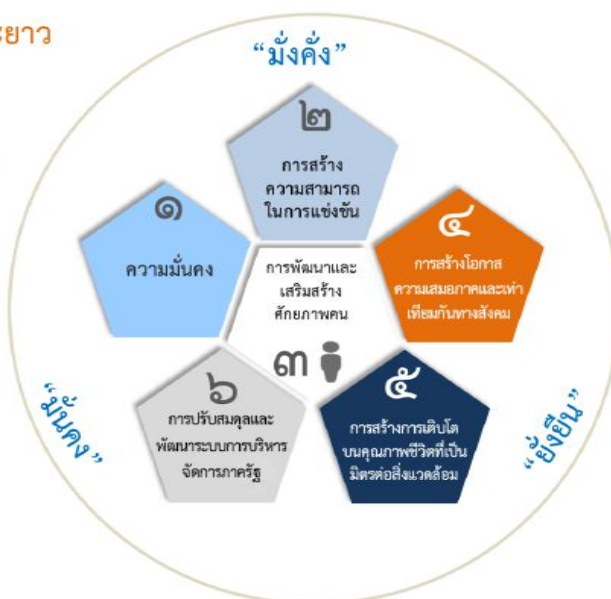 ะยาว
“มั่งคั่ง”
๒
การสร้าง
ความสามารถ
ในการแข่งขัน
๑
ความมั่นคง
๔
การสร้างโอกาส
ความเสมอภาคและเท่า
เทียมกันทางสังคม
การพัฒนาและ
เสริมสร้าง
ศักยภาพคน
๓
๖
การปรับสมดุลและ
พัฒนาระบบการบริหาร
จัดการภาครัฐ
๕
การสร้างการเติบโต
บนคุณภาพชีวิตที่เป็น
มิตรต่อสิ่งแวดล้อม
“มั่นคง”
“ยั่งยืน”